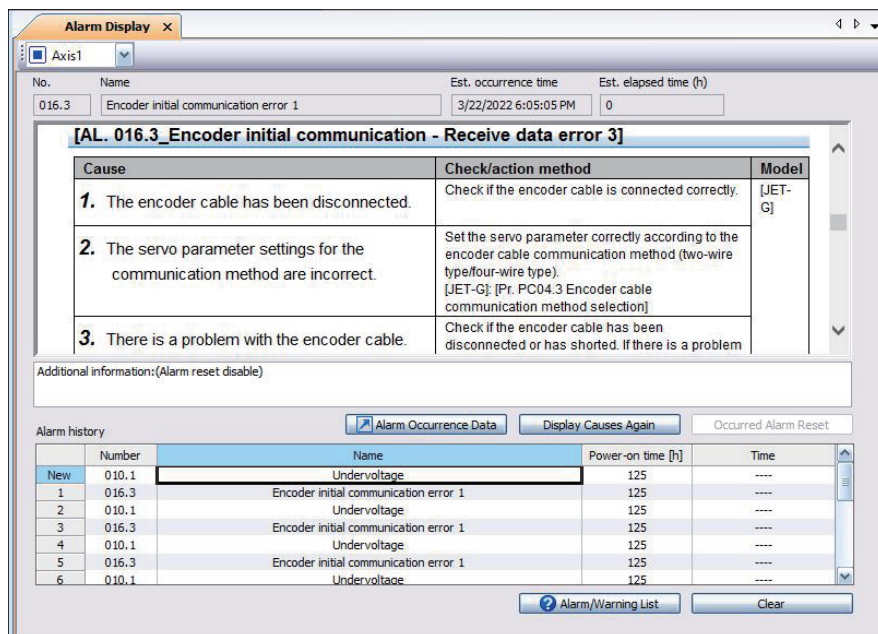 Alarm Display
Axis1
No. Name Est. occurrence time Est. elapsed time (h)
016.3 Encoder initial communication error 1 3/22/2022 6:05:05 PM 0
[AL. 016.3_Encoder initial communication - Receive data error 3]
Cause Check/action method Model
1. The encoder cable has been disconnected.
Check if the encoder cable is connected correctly.
[JET-
G]
2. The servo parameter settings for the
communication method are incorrect.
Set the servo parameter correctly according to the
encoder cable communication method (two-wire
type/four-wire type).
[JET-G]: [Pr. PC04.3 Encoder cable
communication method selection]
3. There is a problem with the encoder cable.
Check if the encoder cable has been
disconnected or has shorted. If there is a problem
Additional information:(Alarm reset disable)
Alarm history
Alarm Occurrence Data Display Causes Again Occurred Alarm Reset
Number Name Power-on time [h] Time
New 010.1 Undervoltage 125 ----
1 016.3 Encoder initial communication error 1 125 ----
2 010.1 Undervoltage 125 ----
3 016.3 Encoder initial communication error 1 125 ----
4 010.1 Undervoltage 125 ----
5 016.3 Encoder initial communication error 1 125 ----
6 010.1 Undervoltage 125 ----
Alarm/Warning List Clear